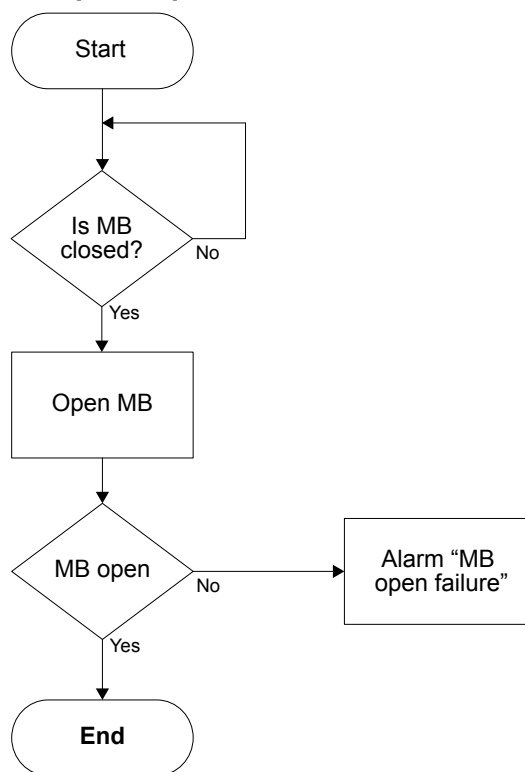 Start
Is MB
closed?
No
Yes
Open MB
MB open
No
Alarm “MB
open failure”
Yes
End